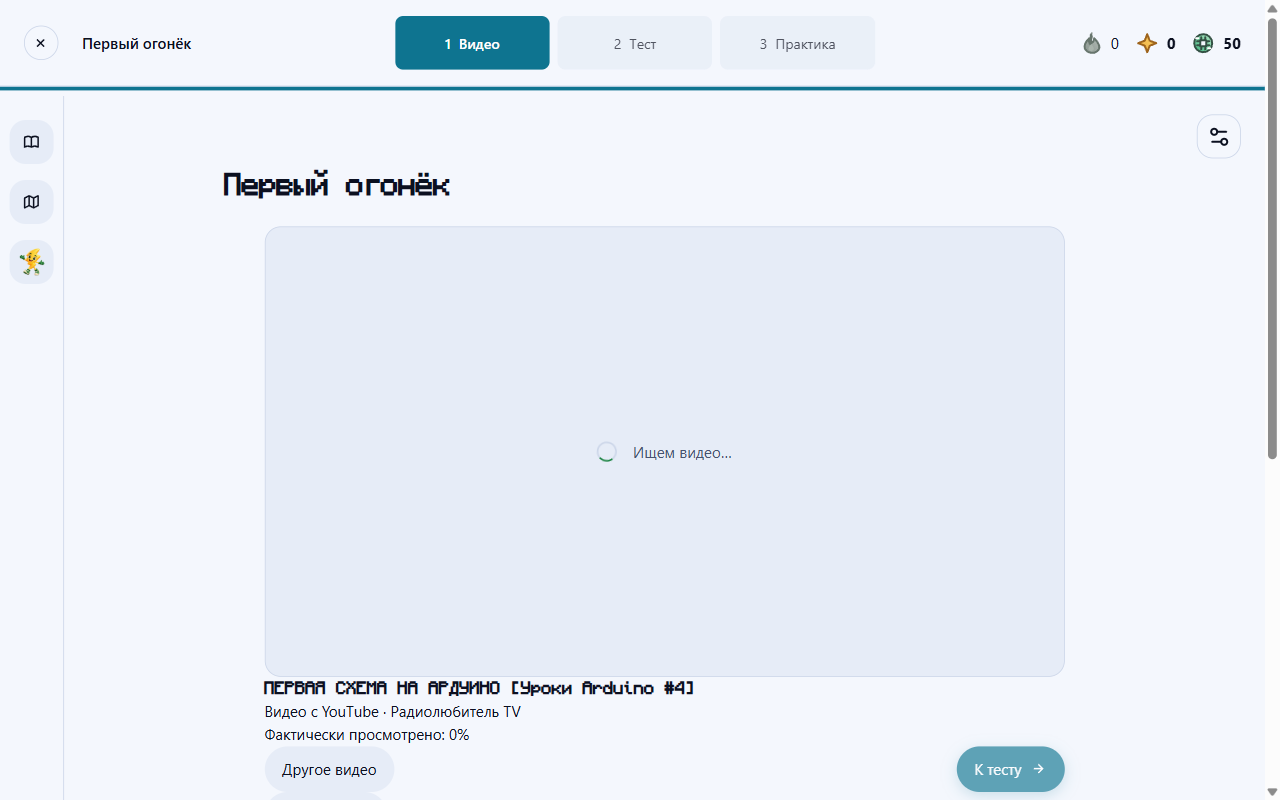 Первый огонёк
1 Видео
2 Тест
3 Практика
0
0
50
Первый огонёк
Ищем видео...
ПЕРВАЯ СХЕМА НА АРДУИНО [Уроки Arduino #4]
Видео с YouTube · Радиолюбитель TV
Фактически просмотрено: 0%
Другое видео
К тесту →